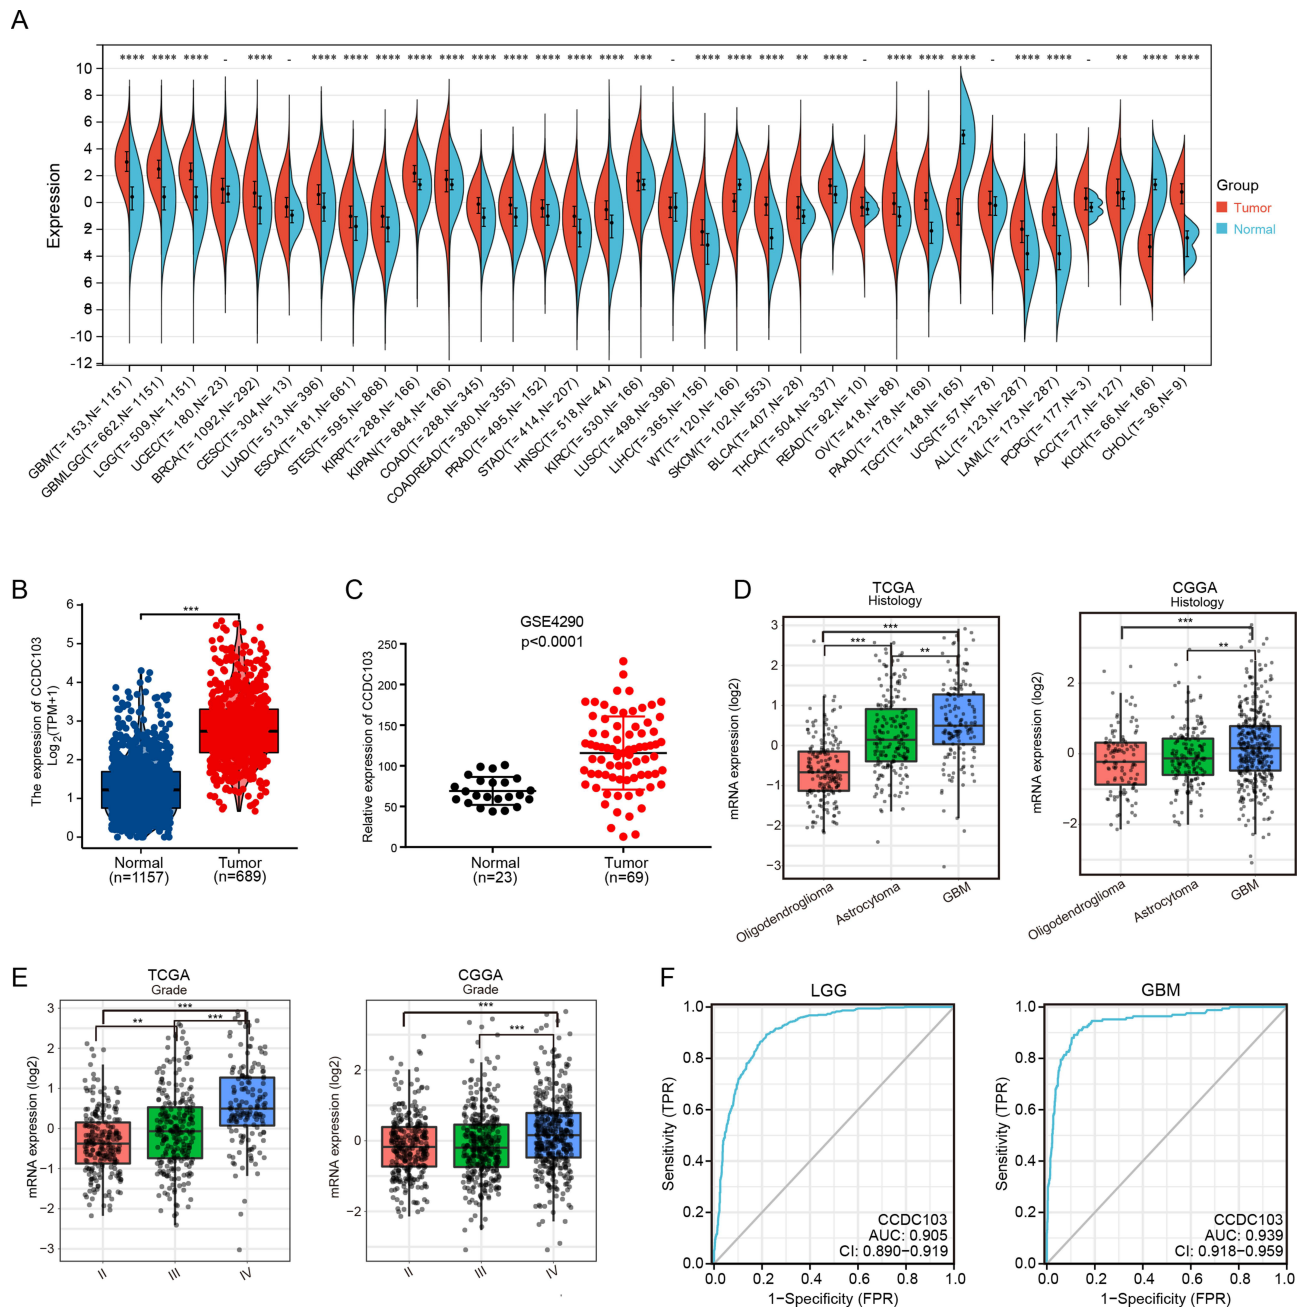 A
**** **** **** - **** - **** **** **** **** **** **** **** **** **** **** *** - **** **** **** ** **** - **** **** **** - **** **** - ** **** ****
Expression
10
8
6
4
2
0
2
4
6
8
-10
-12
Group
Tumor
Normal
GBM(T= 153,N= 1151)
GBMLGG(T= 662,N= 1151)
LGG(T= 509,N= 1151)
UCEC(T= 180,N= 23)
BRCA(T= 1092,N= 292)
CESC(T= 304,N= 13)
LUAD(T= 513,N= 396)
ESCA(T= 181,N= 661)
STES(T= 595,N= 668)
KIRP(T= 288,N= 166)
KIPAN(T= 884,N= 166)
COAD(T= 288,N= 345)
COADREAD(T= 380,N= 355)
PRAD(T= 495,N= 152)
STAD(T= 414,N= 207)
HNSC(T= 518,N= 44)
KIRC(T= 530,N= 166)
LUSC(T= 498,N= 396)
LIHC(T= 365,N= 156)
WT(T= 120,N= 166)
SKCM(T= 102,N= 553)
BLCA(T= 407,N= 28)
THCA(T= 504,N= 337)
READ(T= 92,N= 10)
OV(T= 418,N= 88)
PAAD(T= 178,N= 169)
TGCT(T= 148,N= 165)
UCS(T= 57,N= 78)
ALL(T= 123,N= 287)
LAML(T= 173,N= 287)
PCPG(T= 177,N= 3)
ACC(T= 77,N= 127)
KICH(T= 66,N= 166)
CHOL(T= 36,N= 9)
B
The expression of CCDC103
Log2(TPM+1)
6
5
4
3
2
1
0
***
Normal
(n=1157)
Tumor
(n=689)
C
GSE4290
p<0.0001
Relative expression of CCDC103
250
200
150
100
50
0
Normal
(n=23)
Tumor
(n=69)
D
TCGA
Histology
mRNA expression (log2)
3
2
1
0
−1
−2
−3
***
***
**
Oligodendroglioma
Astrocytoma
GBM
CGGA
Histology
mRNA expression (log2)
2
0
−2
***
**
Oligodendroglioma
Astrocytoma
GBM
E
TCGA
Grade
mRNA expression (log2)
3
2
1
0
−1
−2
−3
***
**
***
II
III
IV
CGGA
Grade
mRNA expression (log2)
2
0
−2
***
***
II
III
IV
F
LGG
Sensitivity (TPR)
1.0
0.8
0.6
0.4
0.2
0.0
CCDC103
AUC: 0.905
CI: 0.890−0.919
0.0 0.2 0.4 0.6 0.8 1.0
1-Specificity (FPR)
GBM
Sensitivity (TPR)
1.0
0.8
0.6
0.4
0.2
0.0
CCDC103
AUC: 0.939
CI: 0.918−0.959
0.0 0.2 0.4 0.6 0.8 1.0
1-Specificity (FPR)